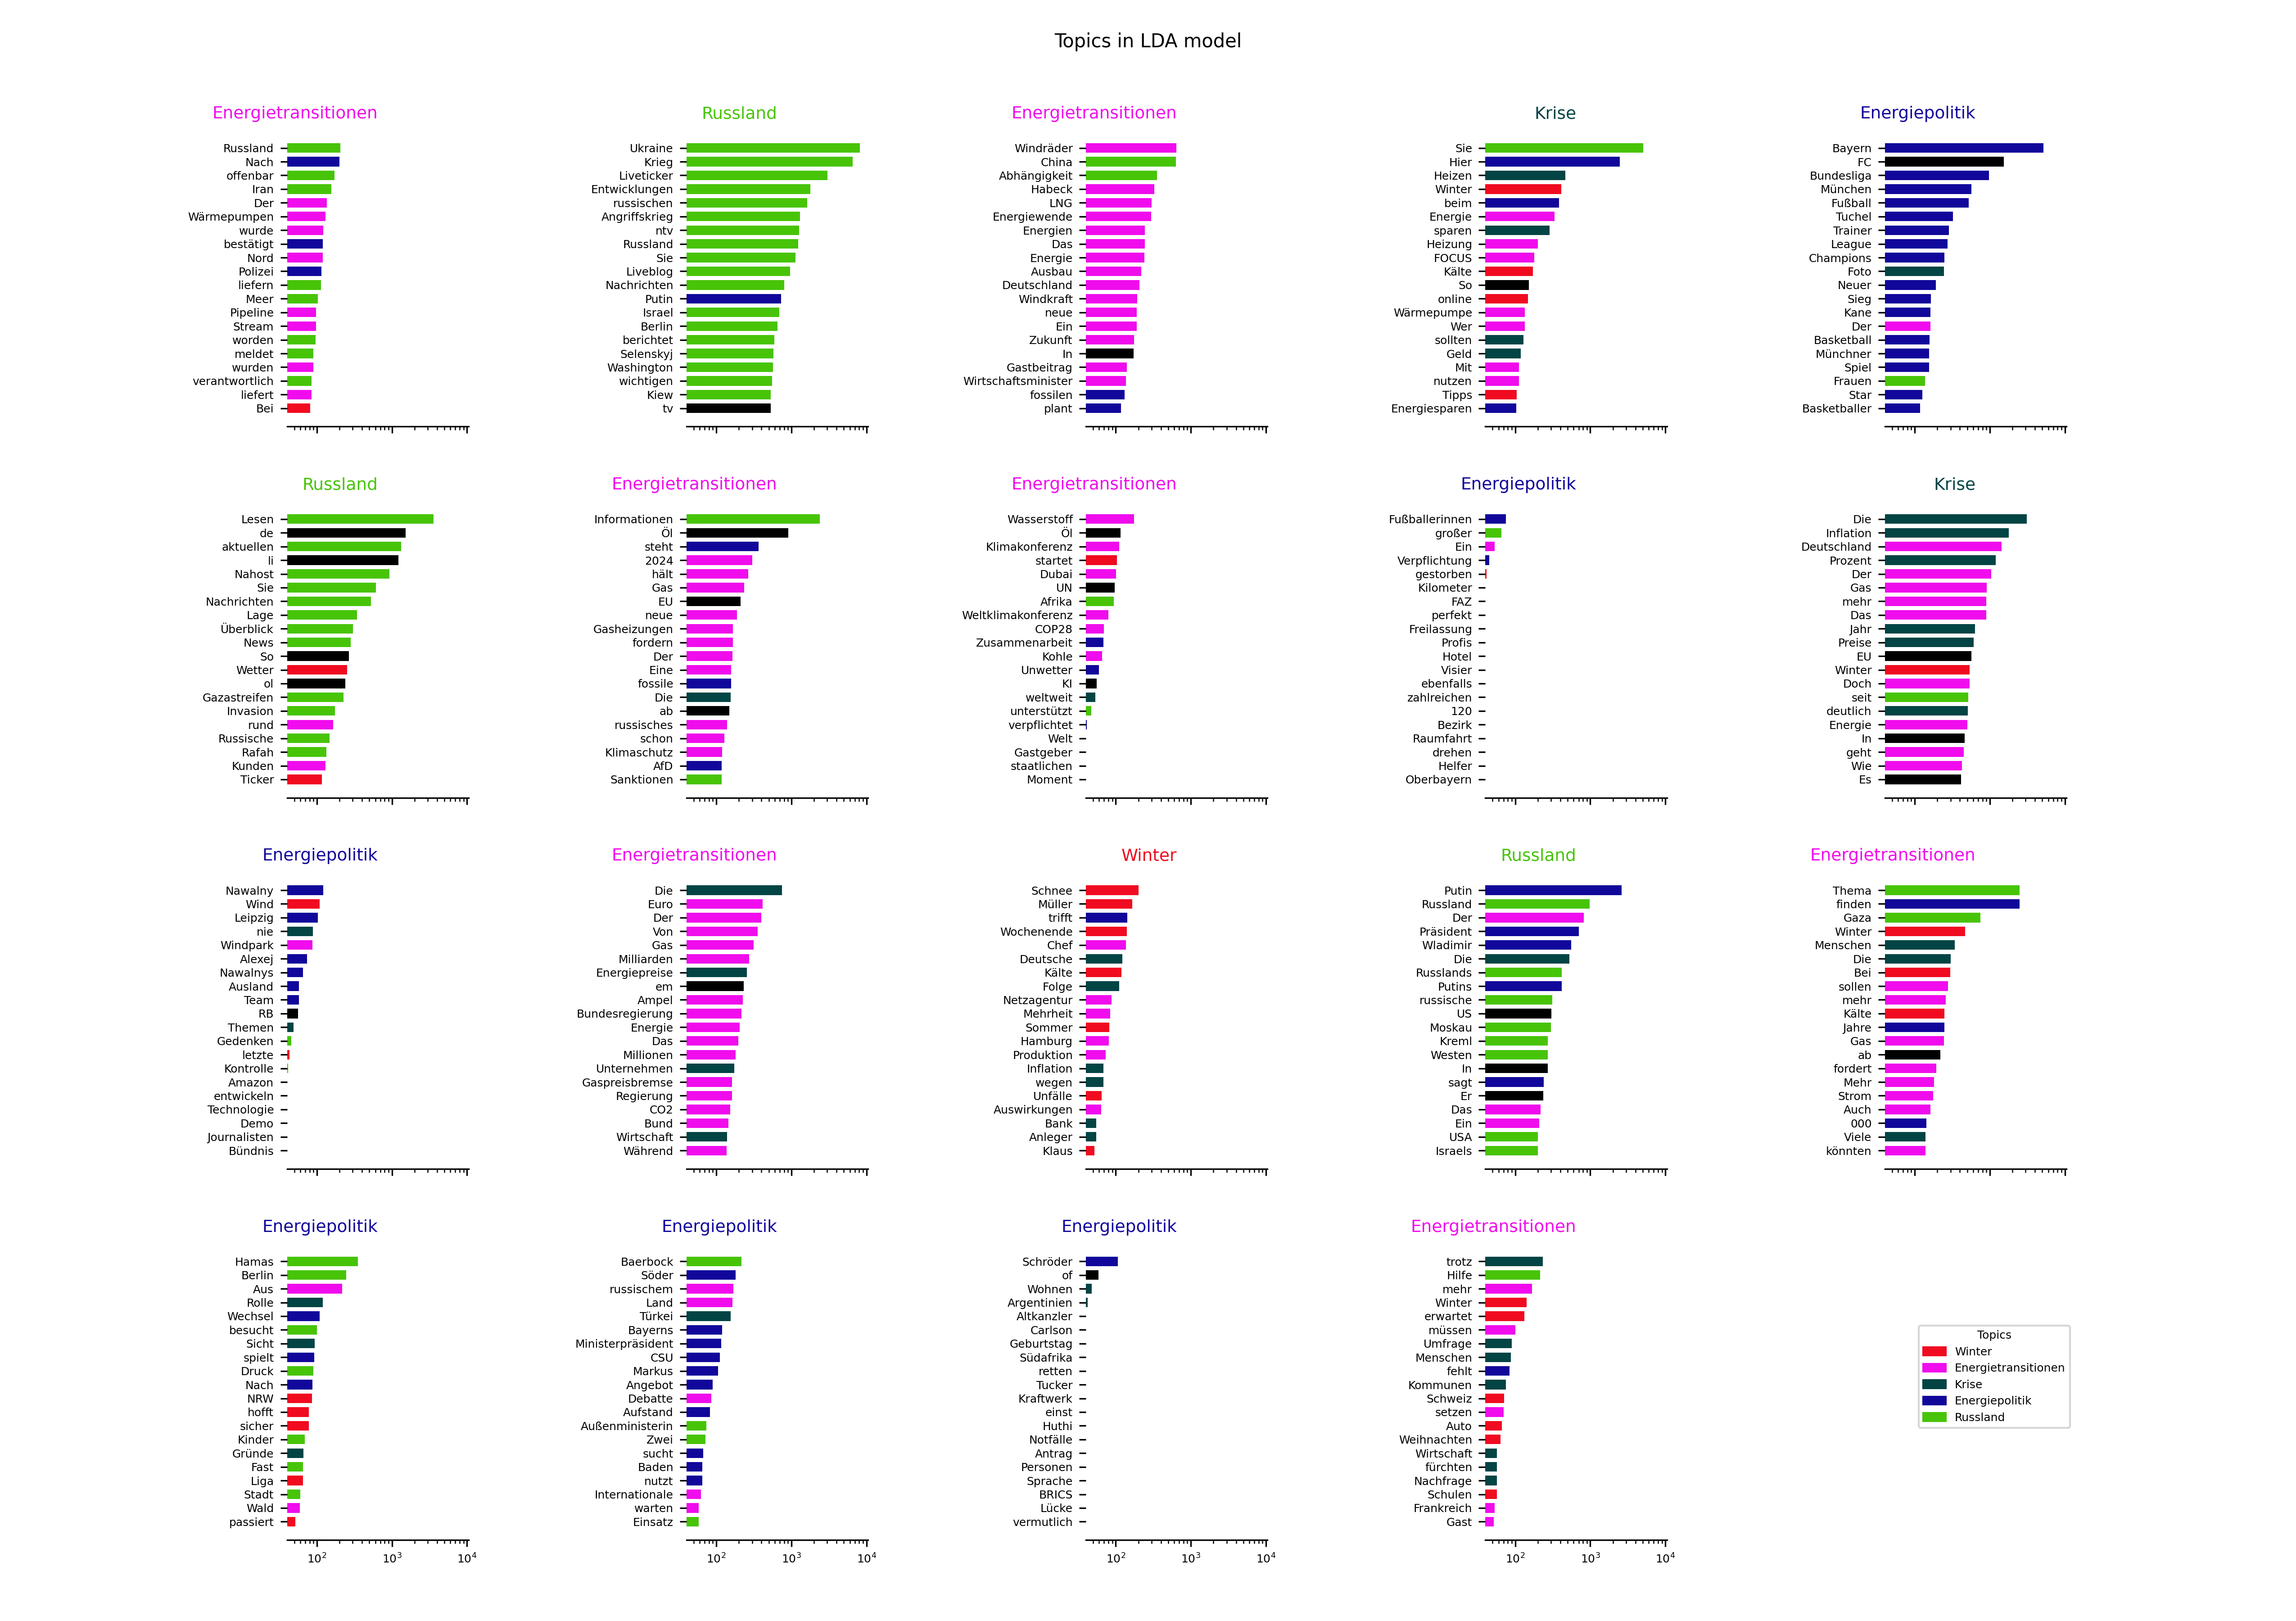 Topics in LDA model
Energietransitionen
Russland
Nach
offenbar
Iran
Der
Wärmepumpen
wurde
bestätigt
Nord
Polizei
liefern
Meer
Pipeline
Stream
worden
meldet
wurden
verantwortlich
liefert
Bei
Russland
Ukraine
Krieg
Liveticker
Entwicklungen
russischen
Angriffskrieg
ntv
Russland
Sie
Liveblog
Nachrichten
Putin
Israel
Berlin
berichtet
Selenskyj
Washington
wichtigen
Kiew
tv
Energietransitionen
Windräder
China
Abhängigkeit
Habeck
LNG
Energiewende
Energien
Das
Energie
Ausbau
Deutschland
Windkraft
neue
Ein
Zukunft
In
Gastbeitrag
Wirtschaftsminister
fossilen
plant
Krise
Sie
Hier
Heizen
Winter
beim
Energie
sparen
Heizung
FOCUS
Kälte
So
online
Wärmepumpe
Wer
sollten
Geld
Mit
nutzen
Tipps
Energiesparen
Energiepolitik
Bayern
FC
Bundesliga
München
Fußball
Tuchel
Trainer
League
Champions
Foto
Neuer
Sieg
Kane
Der
Basketball
Münchner
Spiel
Frauen
Star
Basketballer
Russland
Lesen
de
aktuellen
li
Nahost
Sie
Nachrichten
Lage
Überblick
News
So
Wetter
ol
Gazastreifen
Invasion
rund
Russische
Rafah
Kunden
Ticker
Energietransitionen
Informationen
Öl
steht
2024
hält
Gas
EU
neue
Gasheizungen
fordern
Der
Eine
fossile
Die
ab
russisches
schon
Klimaschutz
AfD
Sanktionen
Energietransitionen
Wasserstoff
Öl
Klimakonferenz
startet
Dubai
UN
Afrika
Weltklimakonferenz
COP28
Zusammenarbeit
Kohle
Unwetter
KI
weltweit
unterstützt
verpflichtet
Welt
Gastgeber
staatlichen
Moment
Energiepolitik
Fußballerinnen
großer
Ein
Verpflichtung
gestorben
Kilometer
FAZ
perfekt
Freilassung
Profis
Hotel
Visier
ebenfalls
zahlreichen
120
Bezirk
Raumfahrt
drehen
Helfer
Oberbayern
Krise
Die
Inflation
Deutschland
Prozent
Der
Gas
mehr
Das
Jahr
Preise
EU
Winter
Doch
seit
deutlich
Energie
In
geht
Wie
Es
Energiepolitik
Nawalny
Wind
Leipzig
nie
Windpark
Alexej
Nawalnys
Ausland
Team
RB
Themen
Gedenken
letzte
Kontrolle
Amazon
entwickeln
Technologie
Demo
Journalisten
Bündnis
Energietransitionen
Die
Euro
Der
Von
Gas
Milliarden
Energiepreise
em
Ampel
Bundesregierung
Energie
Das
Millionen
Unternehmen
Gaspreisbremse
Regierung
CO2
Bund
Wirtschaft
Während
Winter
Schnee
Müller
trifft
Wochenende
Chef
Deutsche
Kälte
Folge
Netzagentur
Mehrheit
Sommer
Hamburg
Produktion
Inflation
wegen
Unfälle
Auswirkungen
Bank
Anleger
Klaus
Russland
Putin
Russland
Der
Präsident
Wladimir
Die
Russlands
Putins
russische
US
Moskau
Kreml
Westen
In
sagt
Er
Das
Ein
USA
Israels
Energietransitionen
Thema
finden
Gaza
Winter
Menschen
Die
Bei
sollen
mehr
Kälte
Jahre
Gas
ab
fordert
Mehr
Strom
Auch
000
Viele
könnten
Energiepolitik
Hamas
Berlin
Aus
Rolle
Wechsel
besucht
Sicht
spielt
Druck
Nach
NRW
hofft
sicher
Kinder
Gründe
Fast
Liga
Stadt
Wald
passiert
10² 10³ 10⁴
Energiepolitik
Baerbock
Söder
russischem
Land
Türkei
Bayerns
Ministerpräsident
CSU
Markus
Angebot
Debatte
Aufstand
Außenministerin
Zwei
sucht
Baden
nutzt
Internationale
warten
Einsatz
10² 10³ 10⁴
Energiepolitik
Schröder
of
Wohnen
Argentinien
Altkanzler
Carlson
Geburtstag
Südafrika
retten
Tucker
Kraftwerk
einst
Huthi
Notfälle
Antrag
Personen
Sprache
BRICS
Lücke
vermutlich
10² 10³ 10⁴
Energietransitionen
trotz
Hilfe
mehr
Winter
erwartet
müssen
Umfrage
Menschen
fehlt
Kommunen
Schweiz
setzen
Auto
Weihnachten
Wirtschaft
fürchten
Nachfrage
Schulen
Frankreich
Gast
10² 10³ 10⁴
Topics
Winter
Energietransitionen
Krise
Energiepolitik
Russland